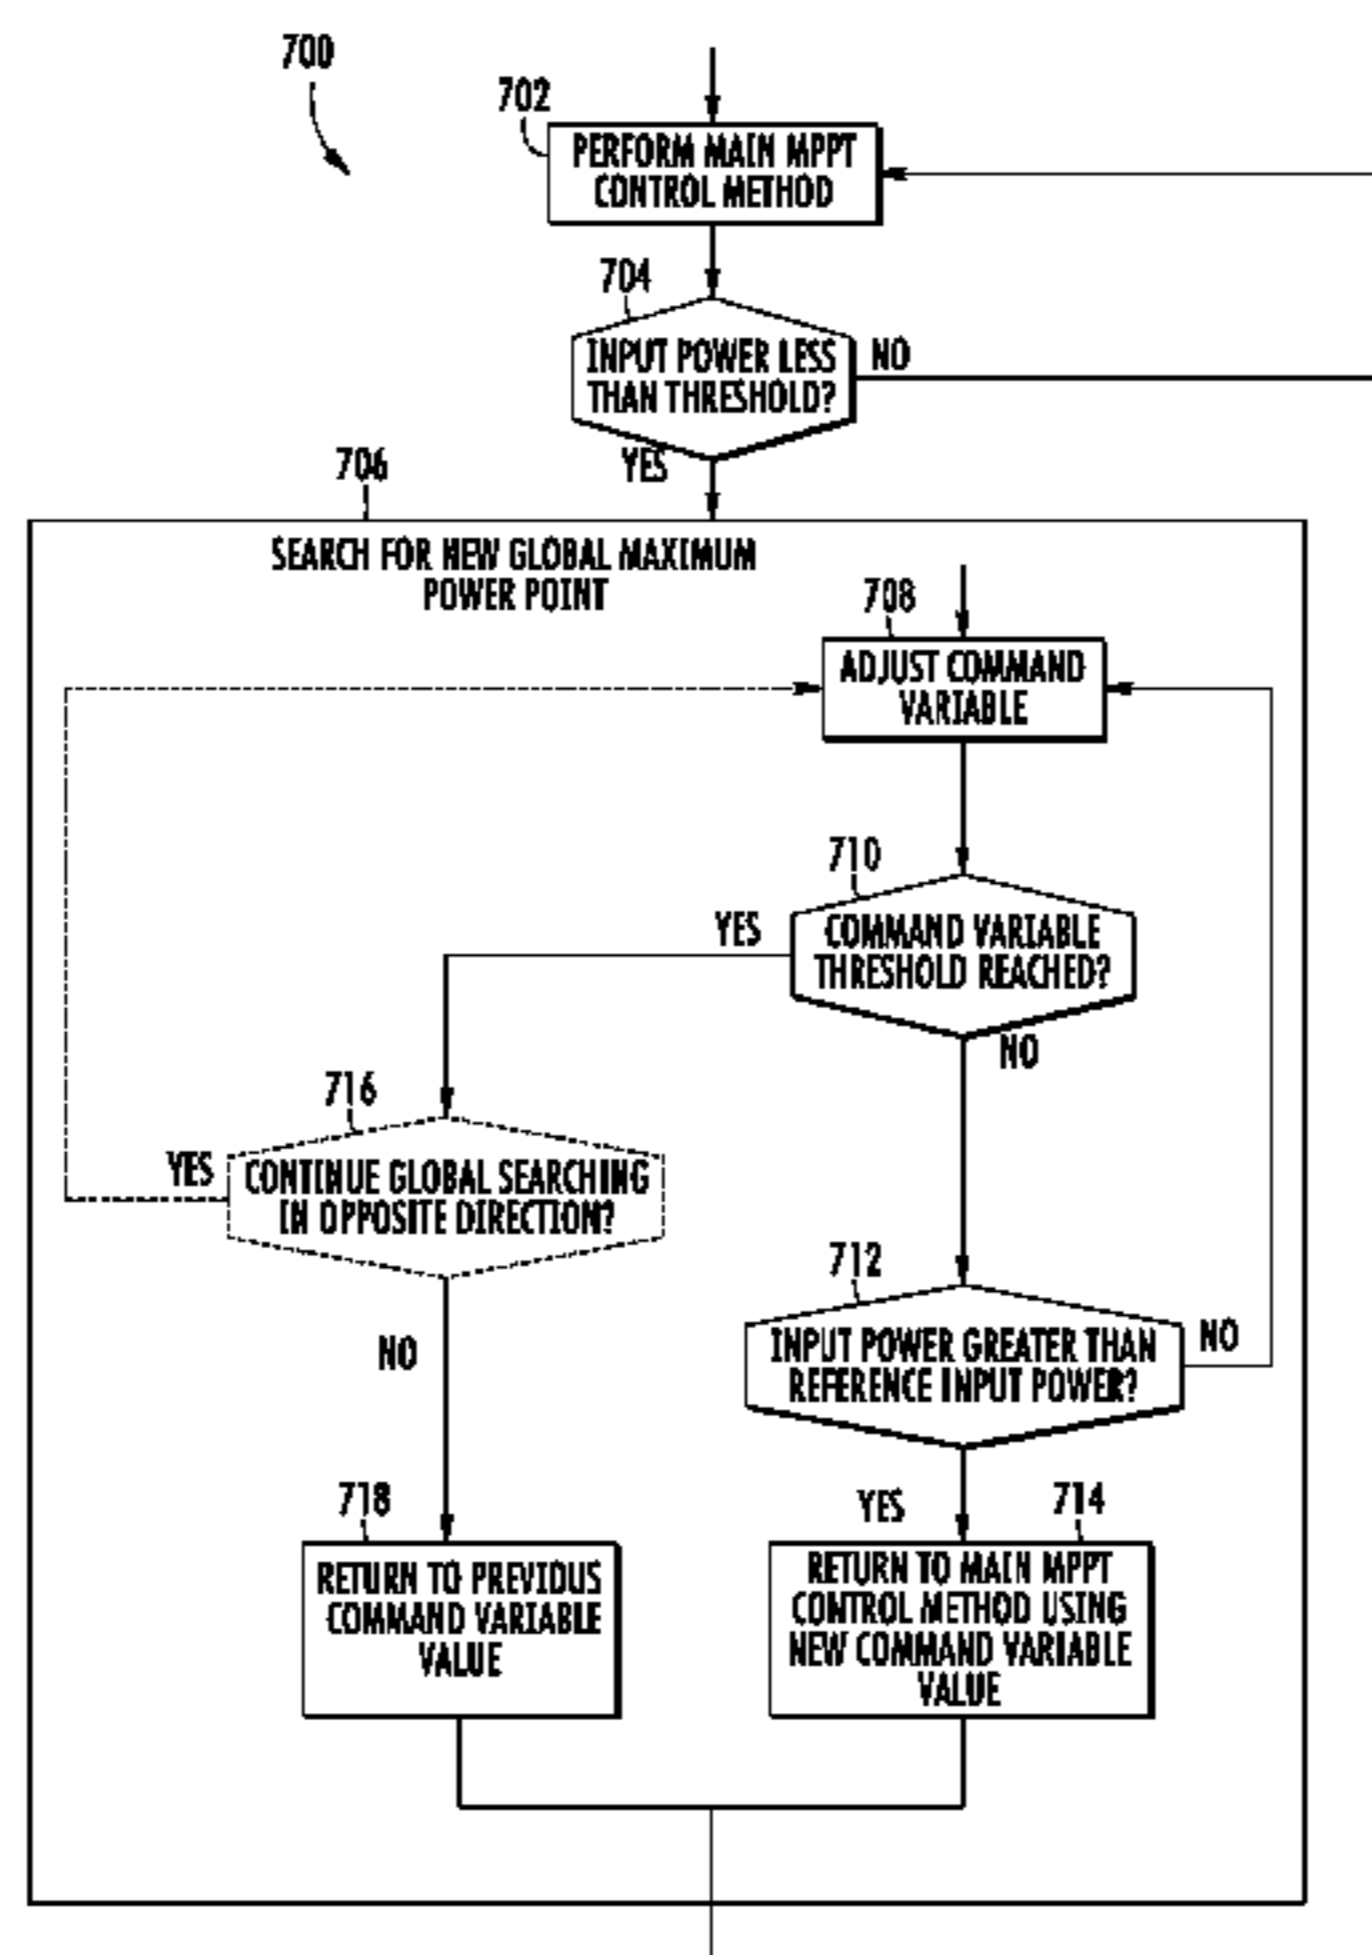 700
702
PERFORM MAIN MPPT
CONTROL METHOD
704
INPUT POWER LESS
THAN THRESHOLD?
NO
YES
706
SEARCH FOR NEW GLOBAL MAXIMUM
POWER POINT
708
ADJUST COMMAND
VARIABLE
710
COMMAND VARIABLE
THRESHOLD REACHED?
YES
NO
716
CONTINUE GLOBAL SEARCHING
IN OPPOSITE DIRECTION?
YES
NO
712
INPUT POWER GREATER THAN
REFERENCE INPUT POWER?
NO
YES
718
RETURN TO PREVIOUS
COMMAND VARIABLE
VALUE
714
RETURN TO MAIN MPPT
CONTROL METHOD USING
NEW COMMAND VARIABLE
VALUE